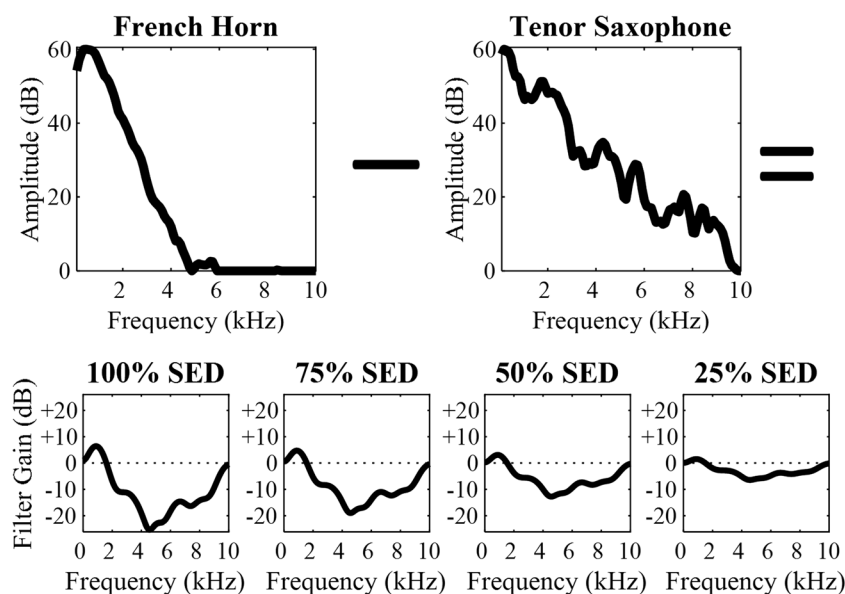 French Horn
Tenor Saxophone
Amplitude (dB)
60
40
20
0
2 4 6 8 10
Frequency (kHz)
Amplitude (dB)
60
40
20
0
2 4 6 8 10
Frequency (kHz)
100% SED
75% SED
50% SED
25% SED
Filter Gain (dB)
+20
+10
0
-10
-20
0 2 4 6 8 10
Frequency (kHz)
+20
+10
0
-10
-20
0 2 4 6 8 10
Frequency (kHz)
+20
+10
0
-10
-20
0 2 4 6 8 10
Frequency (kHz)
+20
+10
0
-10
-20
0 2 4 6 8 10
Frequency (kHz)